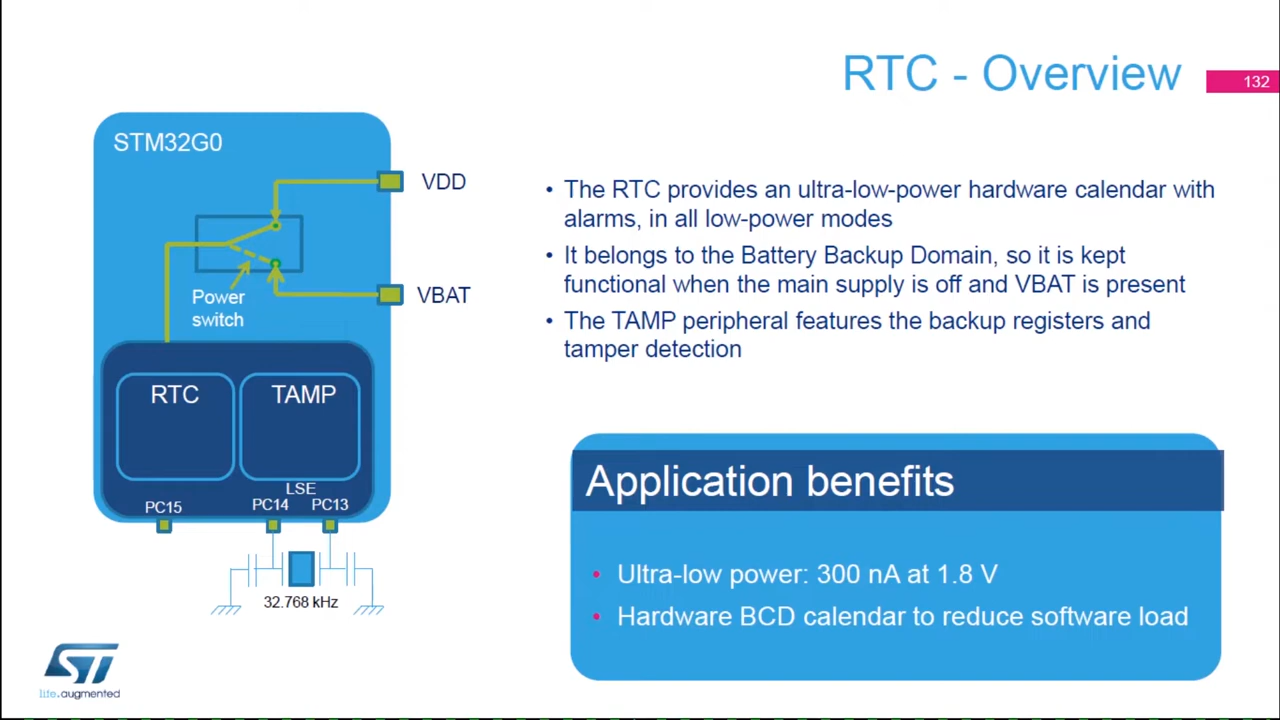 RTC - Overview
132
STM32G0
VDD
VBAT
Power
switch
RTC
TAMP
LSE
PC15
PC14
PC13
32.768 kHz
• The RTC provides an ultra-low-power hardware calendar with
alarms, in all low-power modes
• It belongs to the Battery Backup Domain, so it is kept
functional when the main supply is off and VBAT is present
• The TAMP peripheral features the backup registers and
tamper detection
Application benefits
• Ultra-low power: 300 nA at 1.8 V
• Hardware BCD calendar to reduce software load
ST
life.augmented